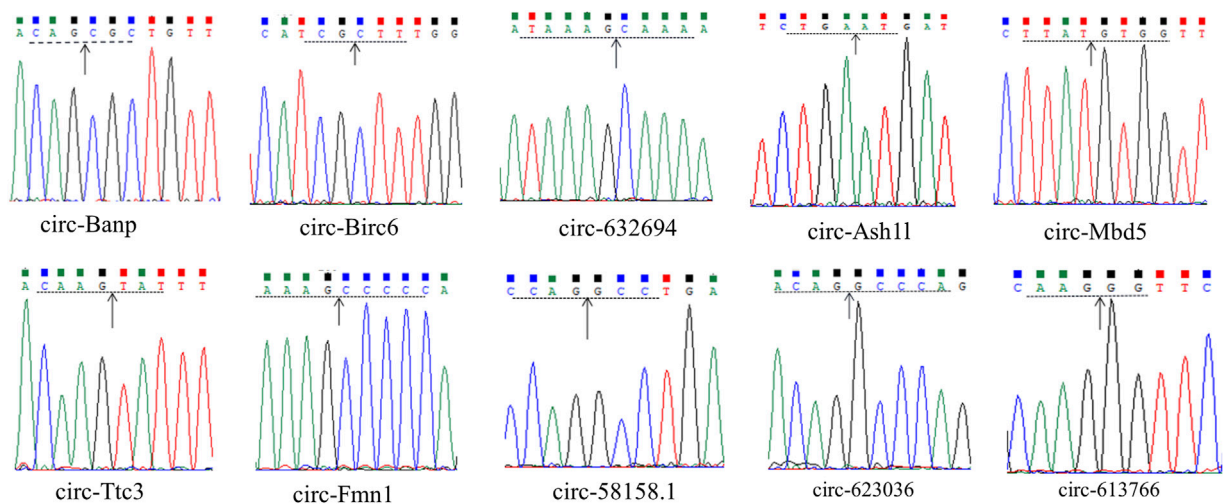 A C A G C G C T G T T
C A T C G C T T T G G
A T A A A G C A A A A
T C T G A A T G A T
C T T A T G T G G T T
circ-Banp
circ-Birc6
circ-632694
circ-Ash1l
circ-Mbd5
A C A A G T A T T T
A A A G C C C C C A
C C A G G C C T G A
A C A G G C C C A G
C A A G G G T T C
circ-Ttc3
circ-Fmn1
circ-58158.1
circ-623036
circ-613766